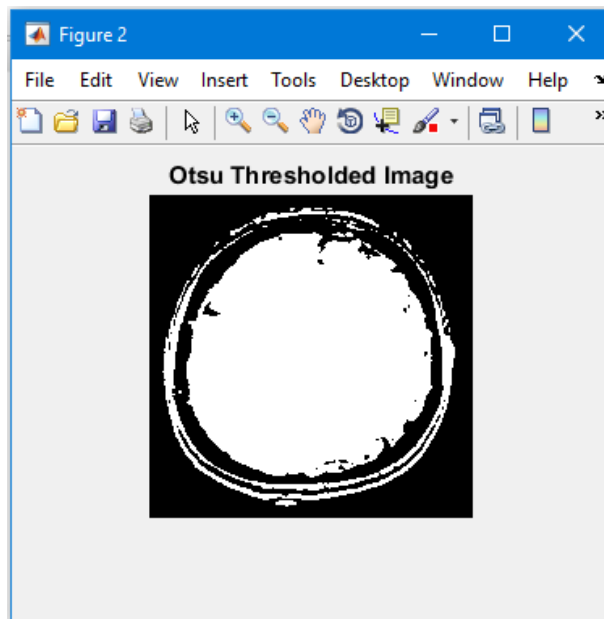 Figure 2
File Edit View Insert Tools Desktop Window Help
Otsu Thresholded Image